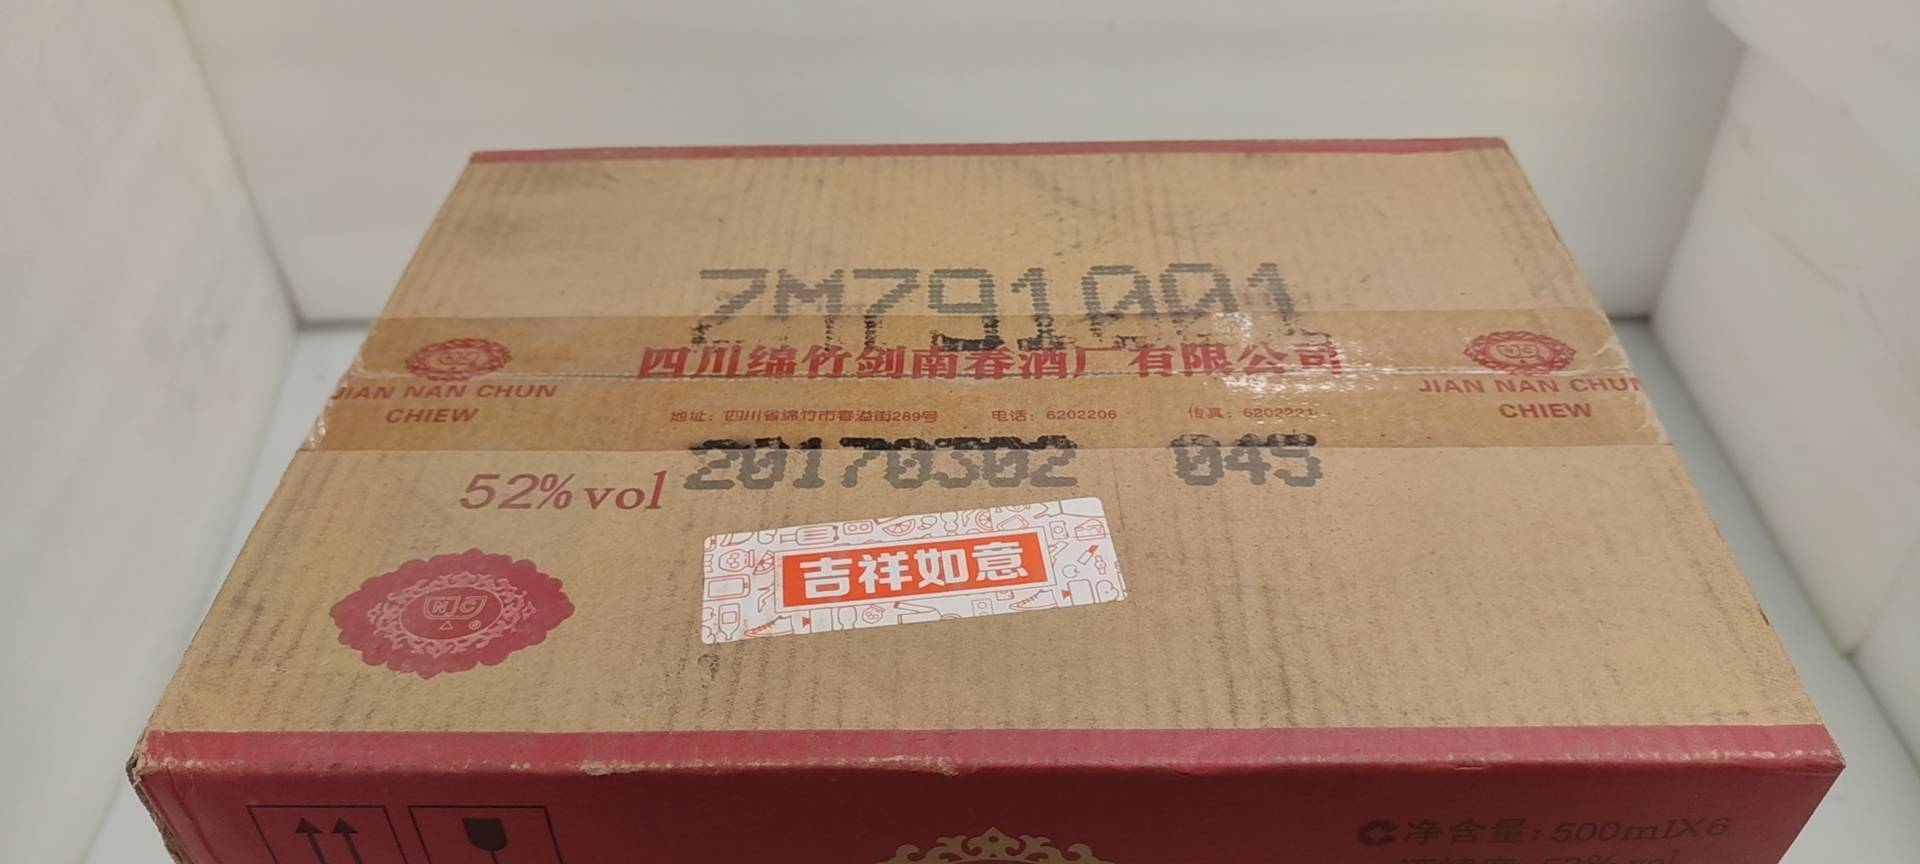 7M791001
四川绵竹剑南春酒厂有限公司
JIAN NAN CHUN
CHIEW
地址：四川省綿竹市春溢街289号 电话：6202206 传真：6202221
JIAN NAN CHUN
CHIEW
20170302 045
52%vol
NJC
吉祥如意
净含量：500mlX6